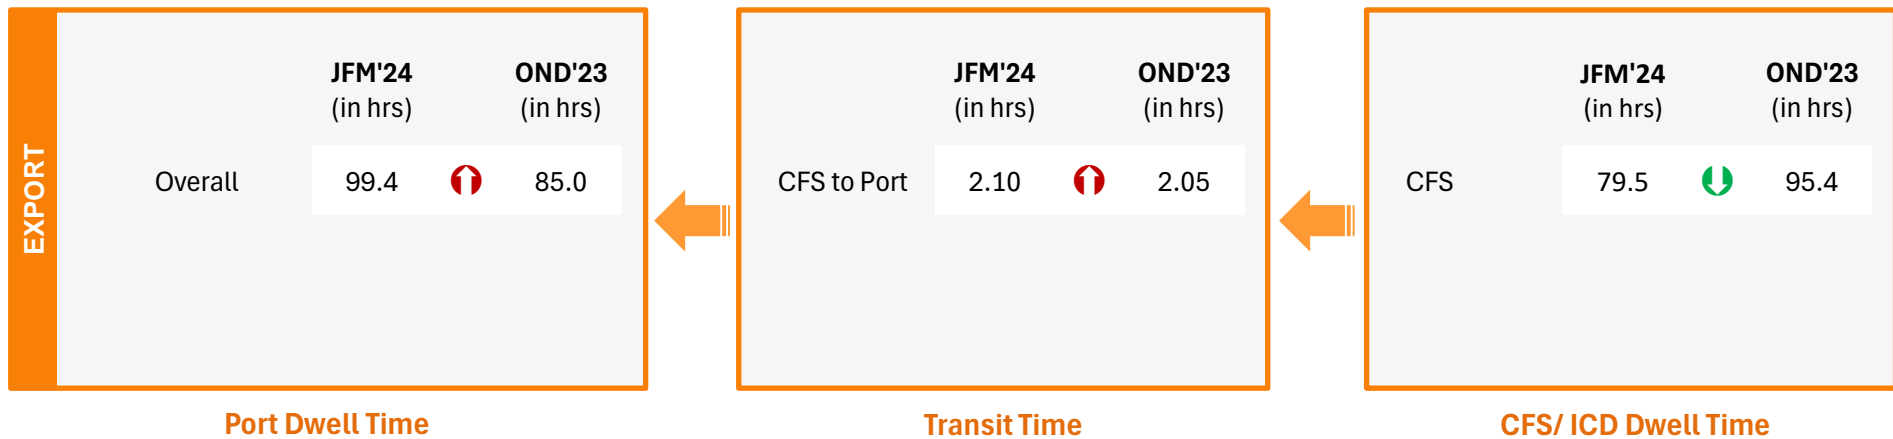 EXPORT
JFM'24 OND'23
(in hrs) (in hrs)
Overall 99.4 85.0
Port Dwell Time
JFM'24 OND'23
(in hrs) (in hrs)
CFS to Port 2.10 2.05
Transit Time
JFM'24 OND'23
(in hrs) (in hrs)
CFS 79.5 95.4
CFS/ ICD Dwell Time